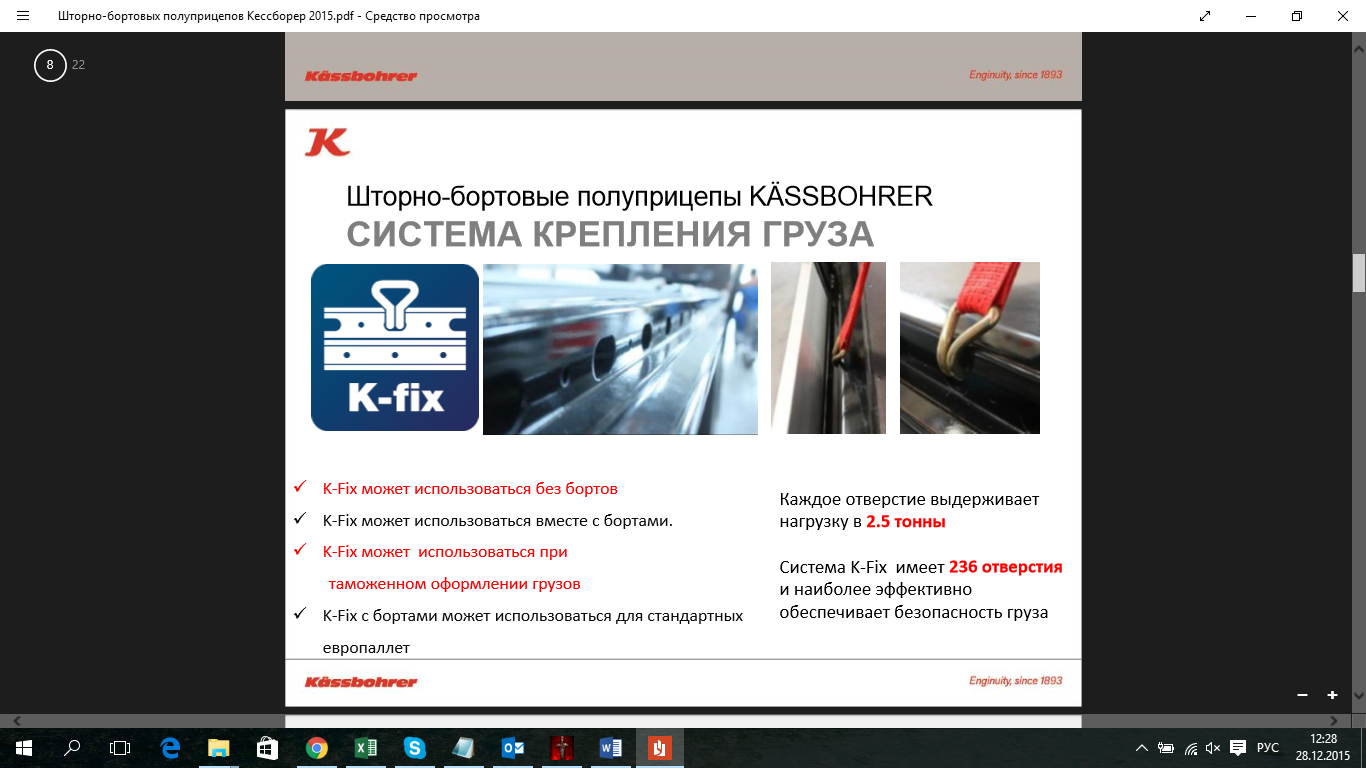 Шторно-бортовых полуприцепов Кессборер 2015.pdf - Средство просмотра
8 22
Kässbohrer
Enginuity, since 1893
K
Шторно-бортовые полуприцепы KÄSSBOHRER
СИСТЕМА КРЕПЛЕНИЯ ГРУЗА
K-fix
K-Fix может использоваться без бортов
K-Fix может использоваться вместе с бортами.
K-Fix может использоваться при
таможенном оформлении грузов
K-Fix с бортами может использоваться для стандартных
европаллет
Каждое отверстие выдерживает
нагрузку в 2.5 тонны
Система K-Fix имеет 236 отверстия
и наиболее эффективно
обеспечивает безопасность груза
Kässbohrer
Enginuity, since 1893
РУС
12:28
28.12.2015